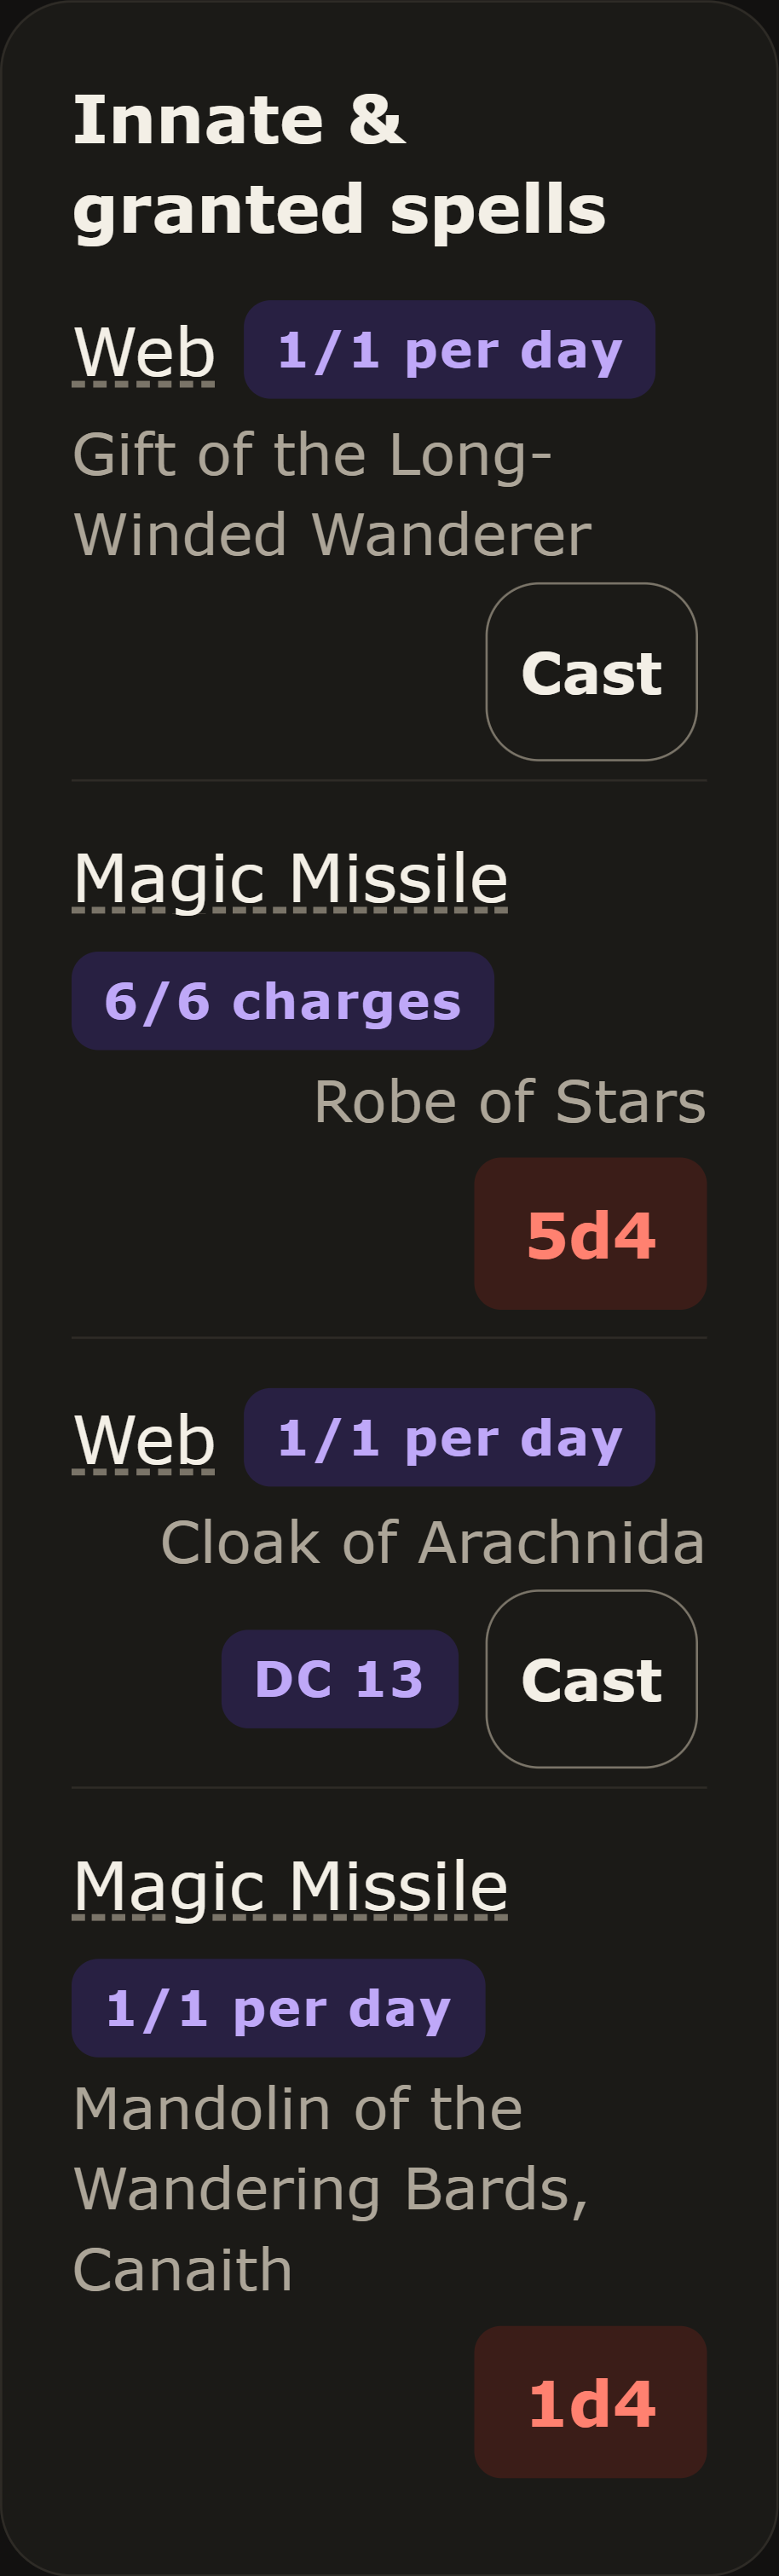 Innate &
granted spells
Web 1/1 per day
Gift of the Long-
Winded Wanderer
Cast
Magic Missile
6/6 charges
Robe of Stars
5d4
Web 1/1 per day
Cloak of Arachnida
DC 13 Cast
Magic Missile
1/1 per day
Mandolin of the
Wandering Bards,
Canaith
1d4